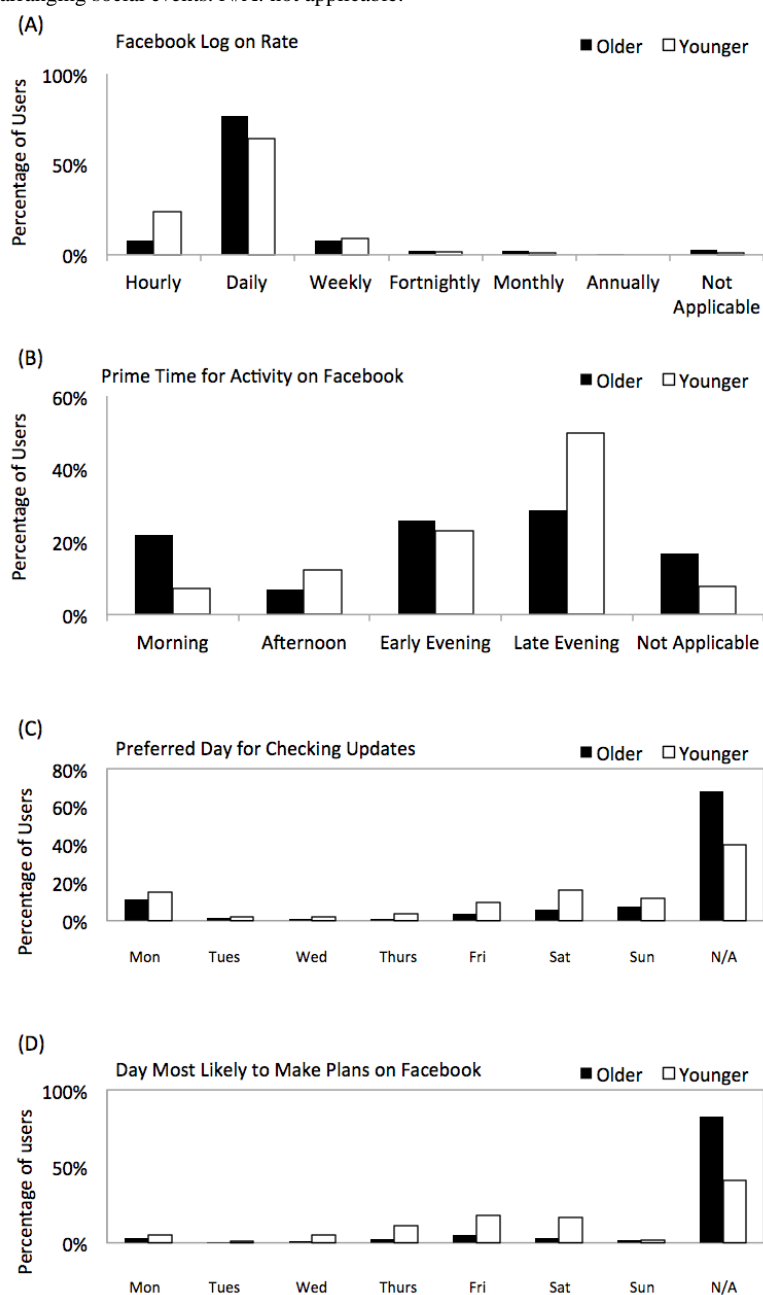 arranging social events. N/A: not applicable.
(A)
Facebook Log on Rate
■ Older □ Younger
100%
50%
0%
Percentage of Users
Hourly Daily Weekly Fortnightly Monthly Annually Not Applicable
(B)
Prime Time for Activity on Facebook
■ Older □ Younger
60%
40%
20%
0%
Percentage of Users
Morning Afternoon Early Evening Late Evening Not Applicable
(C)
Preferred Day for Checking Updates
■ Older □ Younger
80%
60%
40%
20%
0%
Percentage of Users
Mon Tues Wed Thurs Fri Sat Sun N/A
(D)
Day Most Likely to Make Plans on Facebook
■ Older □ Younger
100%
50%
0%
Percentage of users
Mon Tues Wed Thurs Fri Sat Sun N/A